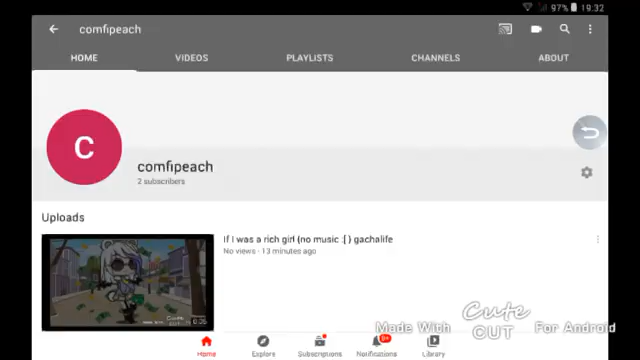 97% 19:32
comfipeach
HOME VIDEOS PLAYLISTS CHANNELS ABOUT
C
comfipeach
2 subscribers
Uploads
If I was a rich girl (no music :[ ) gachalife
No views · 13 minutes ago
Home Explore Subscriptions Notifications Library
9+
Made With Cute CUT For Android